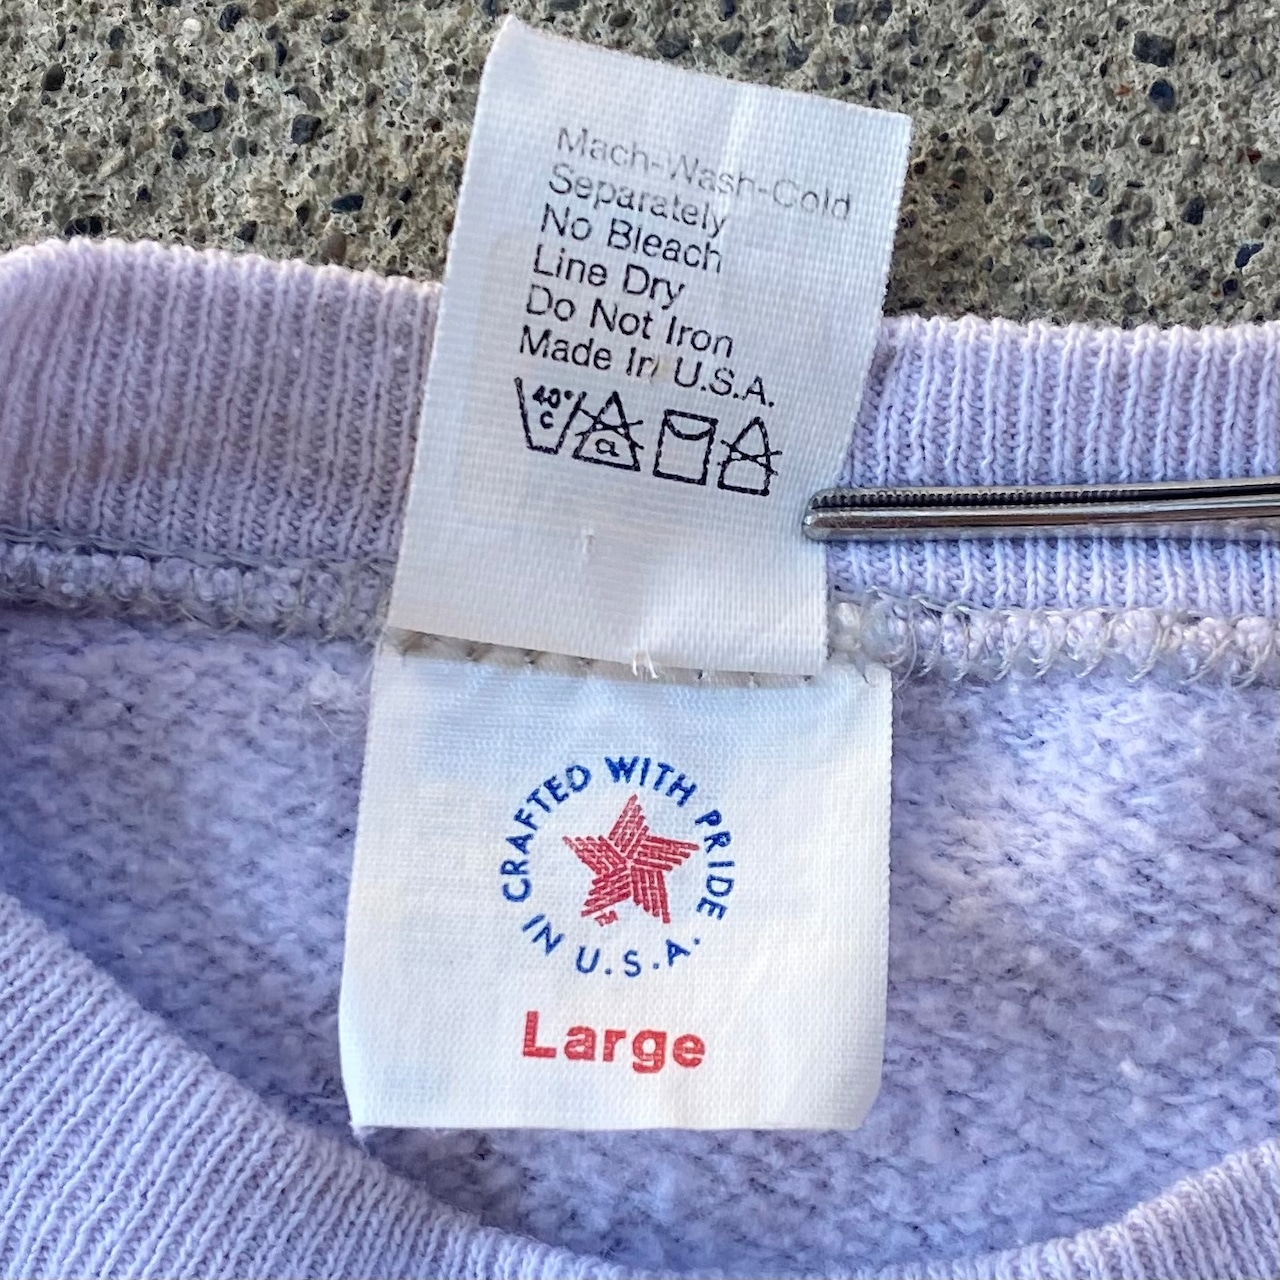 Mach-Wash-Cold
Separately
No Bleach
Line Dry
Do Not Iron
Made In U.S.A.
40°
C
a
CRAFTED WITH PRIDE
IN U.S.A.
TM
Large